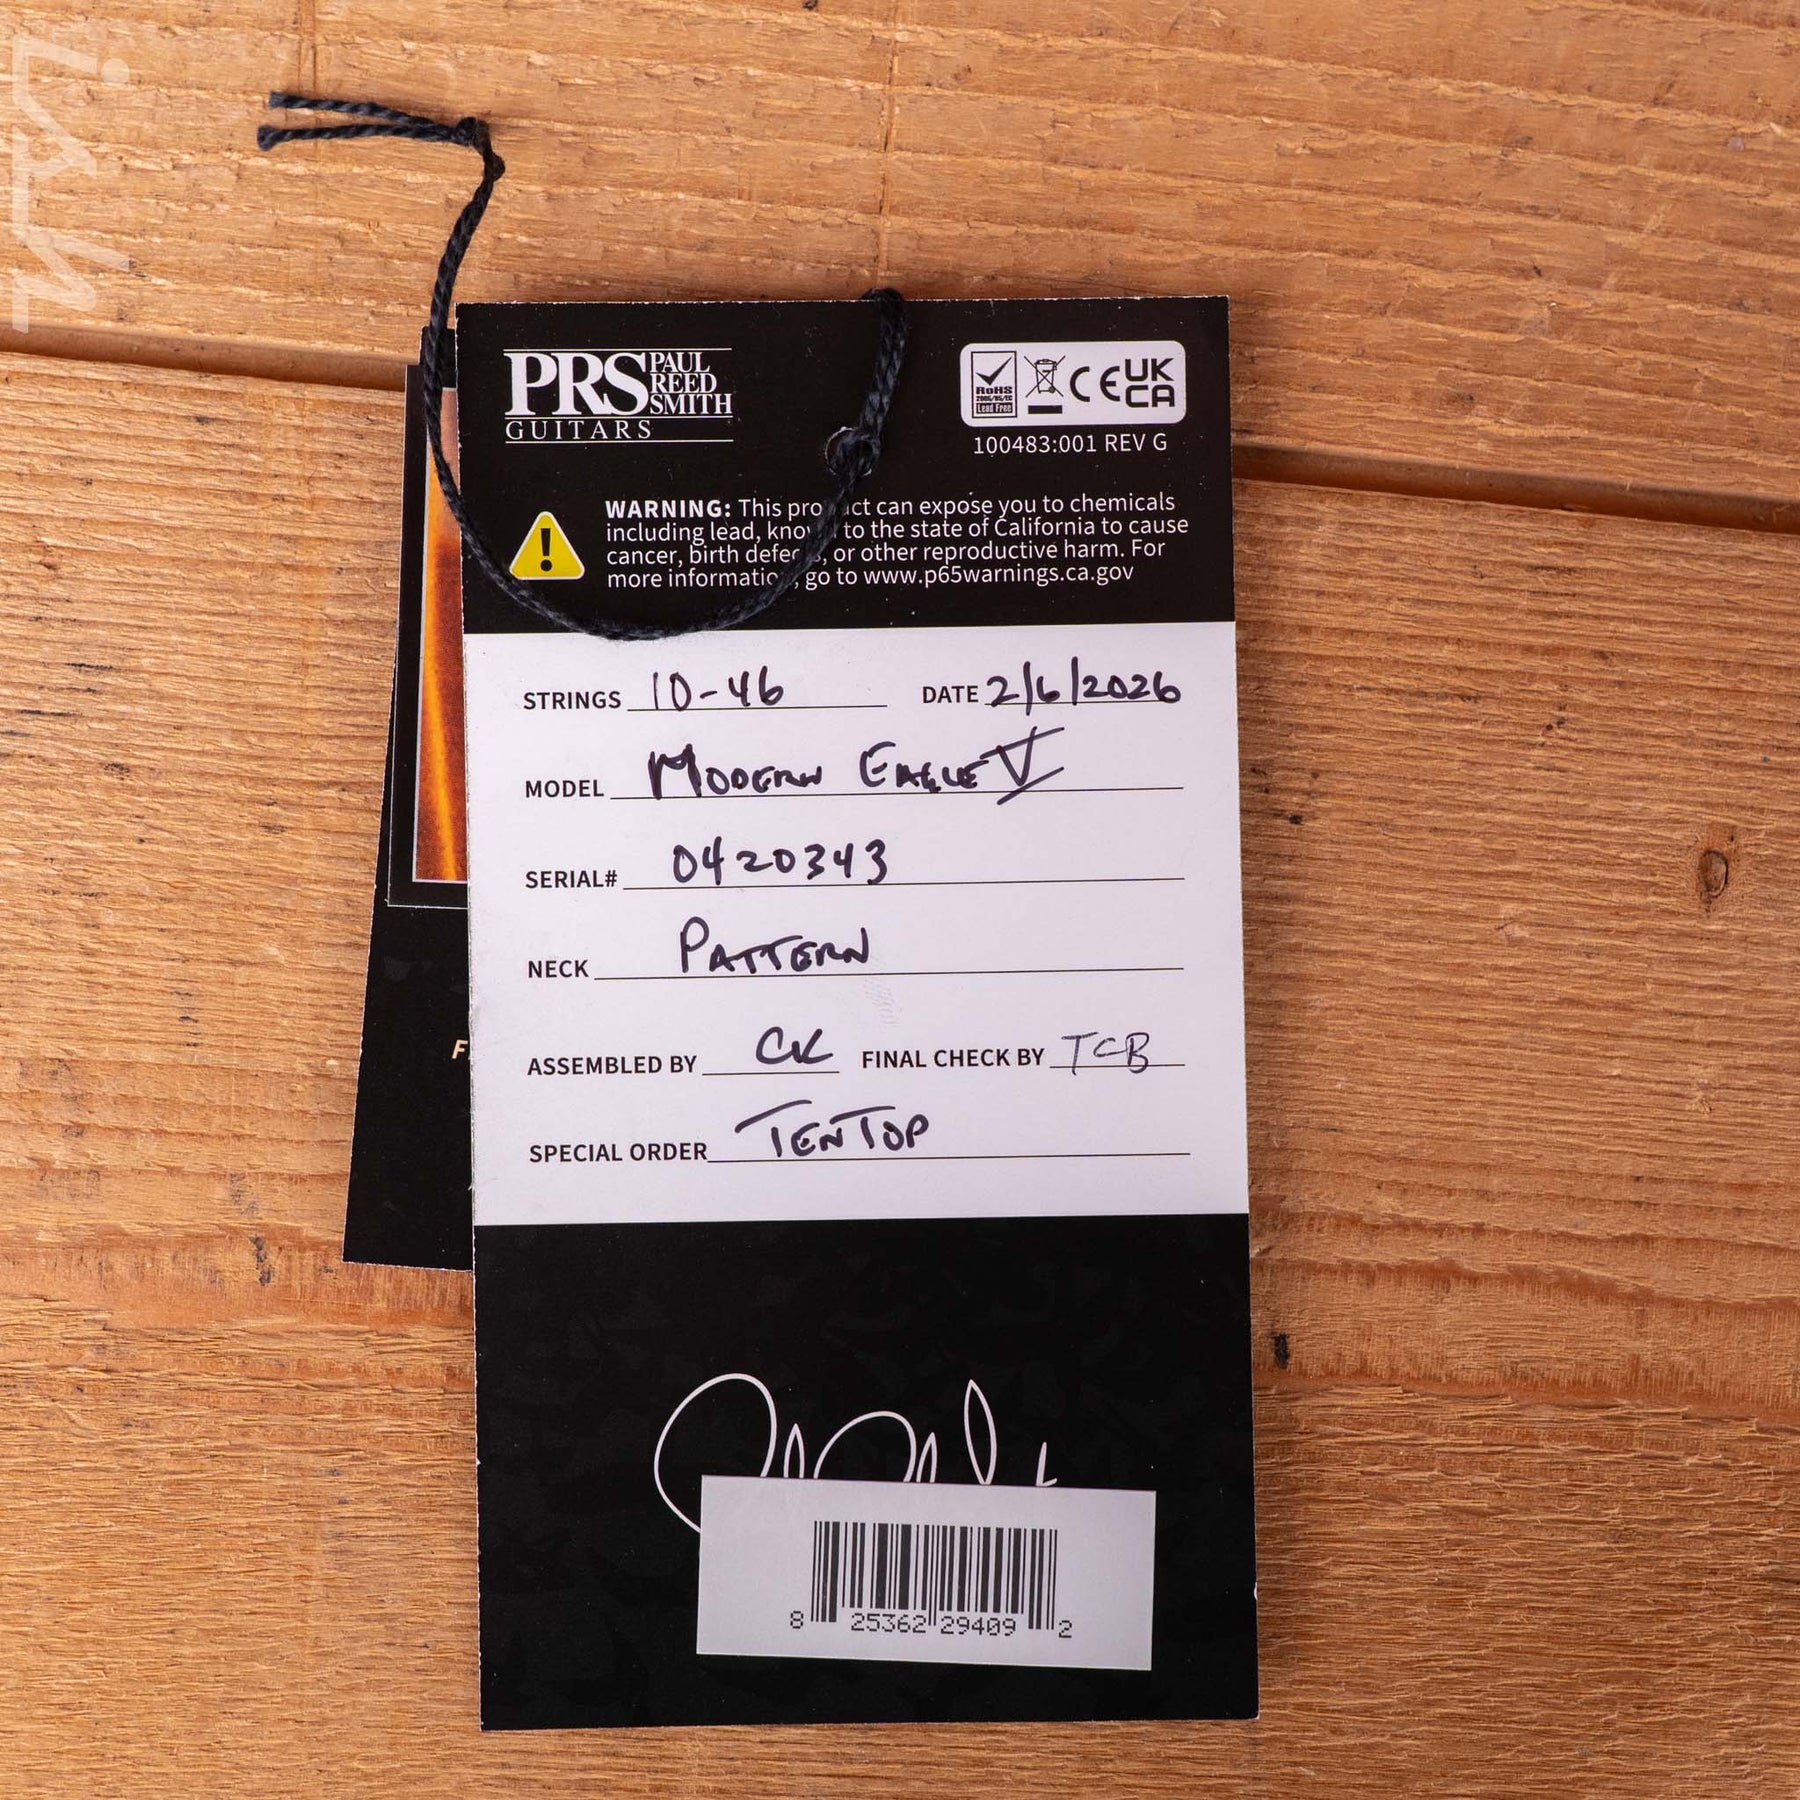 PRS PAUL REED SMITH
GUITARS
RoHS
2005/95/EC
Lead Free
CE UK CA
100483:001 REV G
WARNING: This product can expose you to chemicals
including lead, known to the state of California to cause
cancer, birth defects, or other reproductive harm. For
more information, go to www.p65warnings.ca.gov
STRINGS 10-46 DATE 2/6/2026
MODEL MODERN EAGLE V
SERIAL# 0420343
NECK PATTERN
ASSEMBLED BY CK FINAL CHECK BY TCB
SPECIAL ORDER TEN TOP
8 25362 29409 2